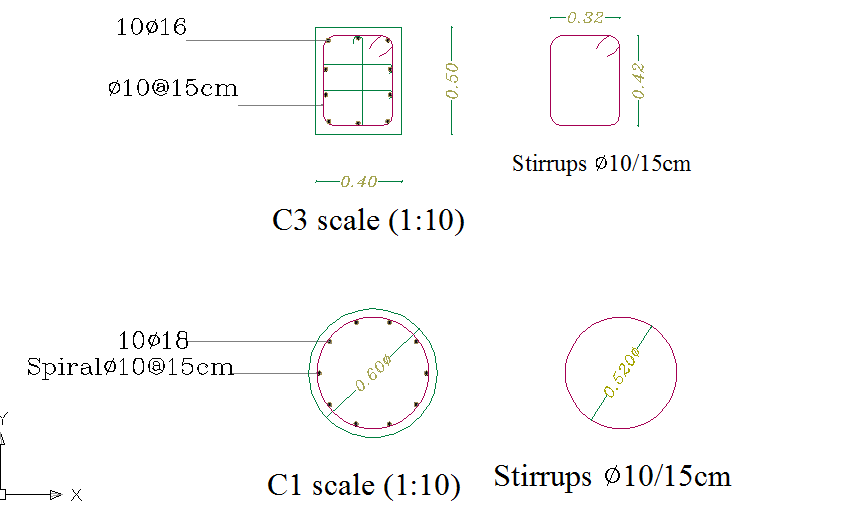 0.32
10ø16
ø10@15cm
0.50
0.42
Stirrups ø10/15cm
0.40
C3 scale (1:10)
10ø18
Spiralø10@15cm
0.60ø
0.520ø
Y
X
C1 scale (1:10)
Stirrups ø10/15cm